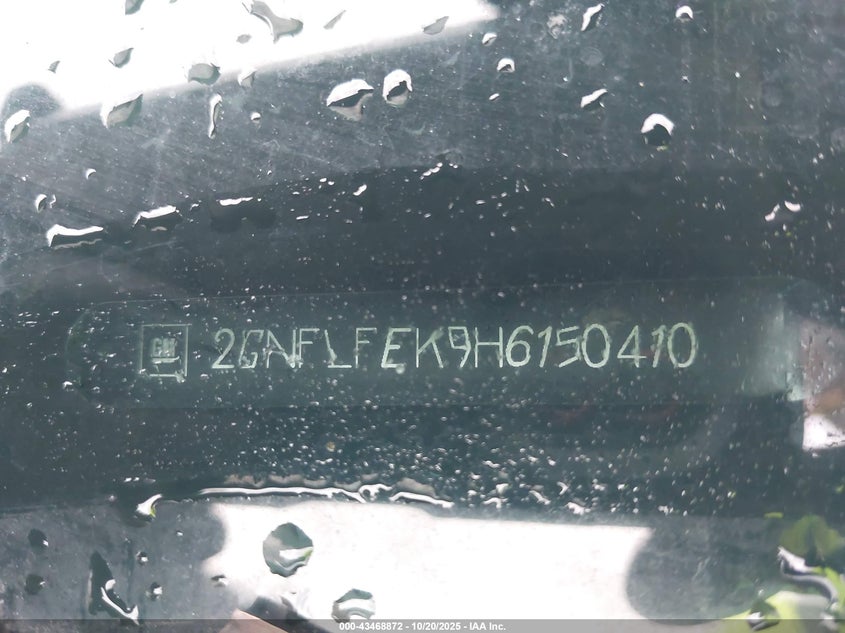 GM
2GNFLFEK9H6150410
000-43468872 - 10/20/2025 - IAA Inc.